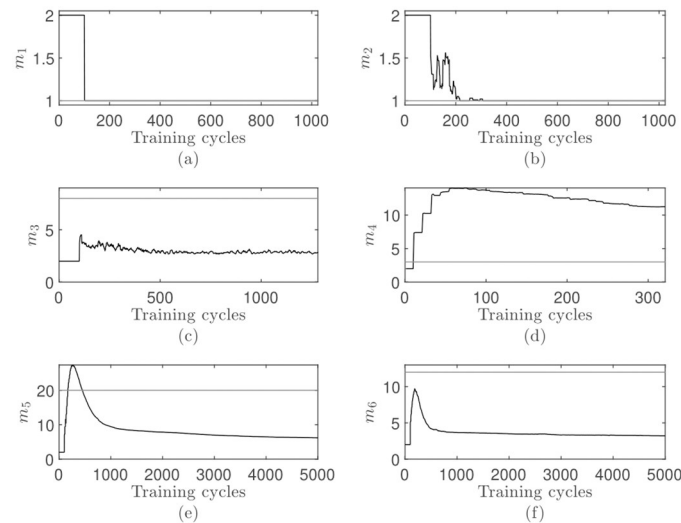 2
1.5
1
m1
0 200 400 600 800 1000
Training cycles
(a)
2
1.5
1
m2
0 200 400 600 800 1000
Training cycles
(b)
5
0
m3
0 500 1000
Training cycles
(c)
10
5
0
m4
0 100 200 300
Training cycles
(d)
20
10
0
m5
0 1000 2000 3000 4000 5000
Training cycles
(e)
10
5
0
m6
0 1000 2000 3000 4000 5000
Training cycles
(f)